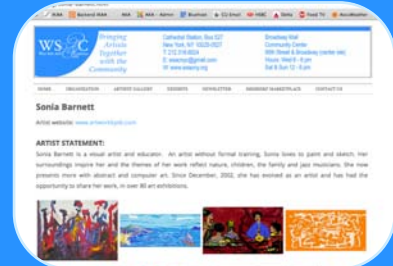 WS&C
Bringing
Artists
Together
with the
Community
Cathedral Station, Box 527
New York, NY 10025-0527
Broadway Mall
Community Center
96th Street & Broadway (centre isle)
Hours: Wed 6 - 8 pm
Sat & Sun 12 - 6 pm
HOME ORGANIZATION ARTISTS GALLERY EXHIBITS NEWSLETTER MEMBERS' MARKETPLACE CONTACT US
Sonia Barnett
Artist website:
ARTIST STATEMENT:
Sonia Barnett is a visual artist and educator. An artist without formal training, Sonia loves to paint and sketch. Her
surroundings inspire her and the themes of her work reflect nature, children, the family and jazz musicians. She now
presents more with abstract and computer art. Since December, 2002, she has evolved as an artist and has had the
opportunity to share her work, in over 80 art exhibitions.